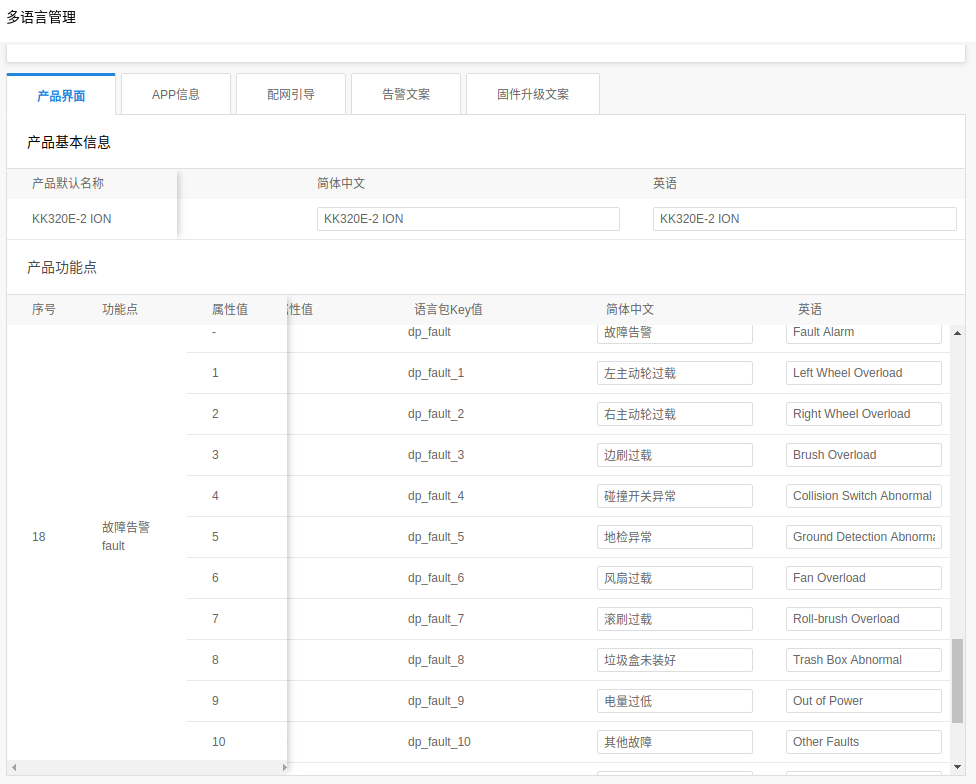 多语言管理
产品界面 APP信息 配网引导 告警文案 固件升级文案
产品基本信息
产品默认名称 简体中文 英语
KK320E-2 ION KK320E-2 ION KK320E-2 ION
产品功能点
序号 功能点 属性值 性值 语言包Key值 简体中文 英语
- dp_fault 故障告警 Fault Alarm
1 dp_fault_1 左主动轮过载 Left Wheel Overload
2 dp_fault_2 右主动轮过载 Right Wheel Overload
3 dp_fault_3 边刷过载 Brush Overload
4 dp_fault_4 碰撞开关异常 Collision Switch Abnormal
18 故障告警 fault 5 dp_fault_5 地检异常 Ground Detection Abnorma
6 dp_fault_6 风扇过载 Fan Overload
7 dp_fault_7 滚刷过载 Roll-brush Overload
8 dp_fault_8 垃圾盒未装好 Trash Box Abnormal
9 dp_fault_9 电量过低 Out of Power
10 dp_fault_10 其他故障 Other Faults